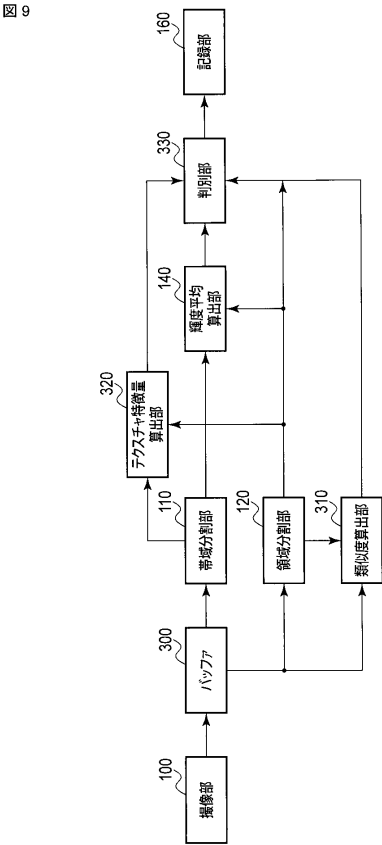 図 9
100
撮像部
300
バッファ
110
帯域分割部
120
領域分割部
310
類似度算出部
320
テクスチャ特徴量
算出部
140
輝度平均
算出部
330
判別部
160
記録部